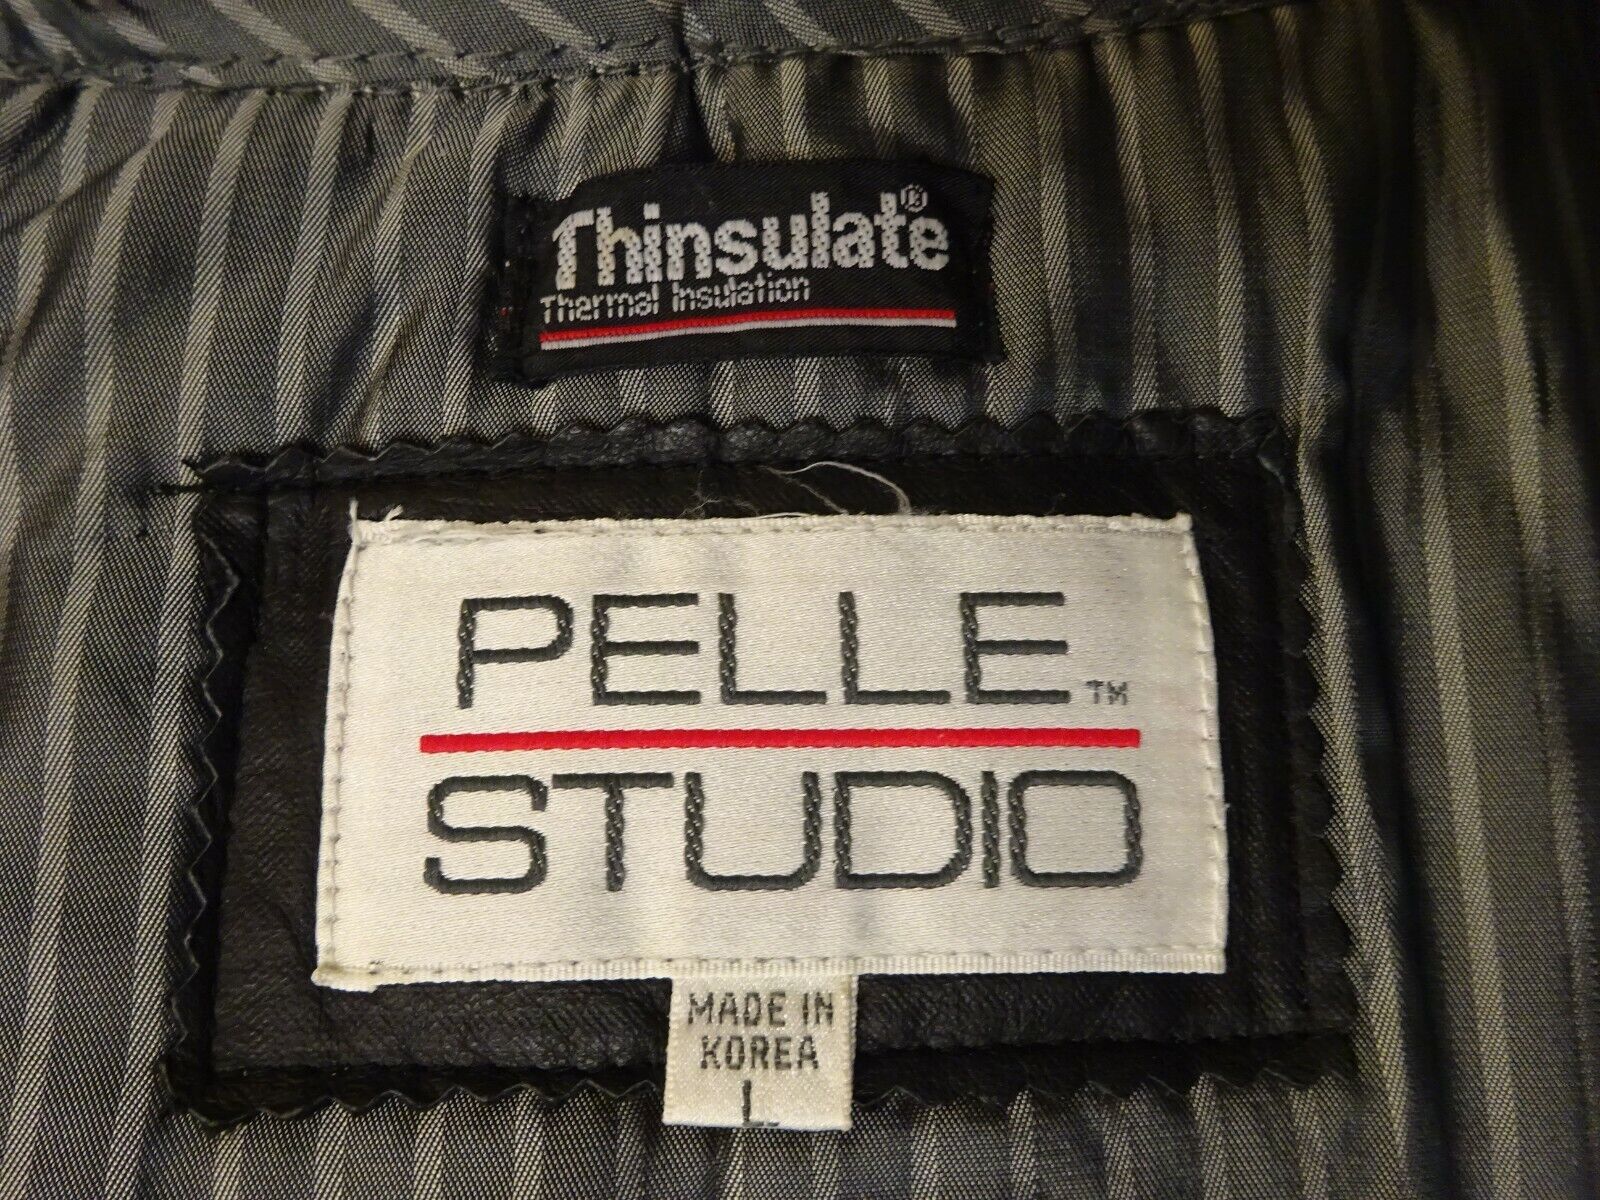 Thinsulate®
Thermal Insulation
PELLE™
STUDIO
MADE IN
KOREA
L